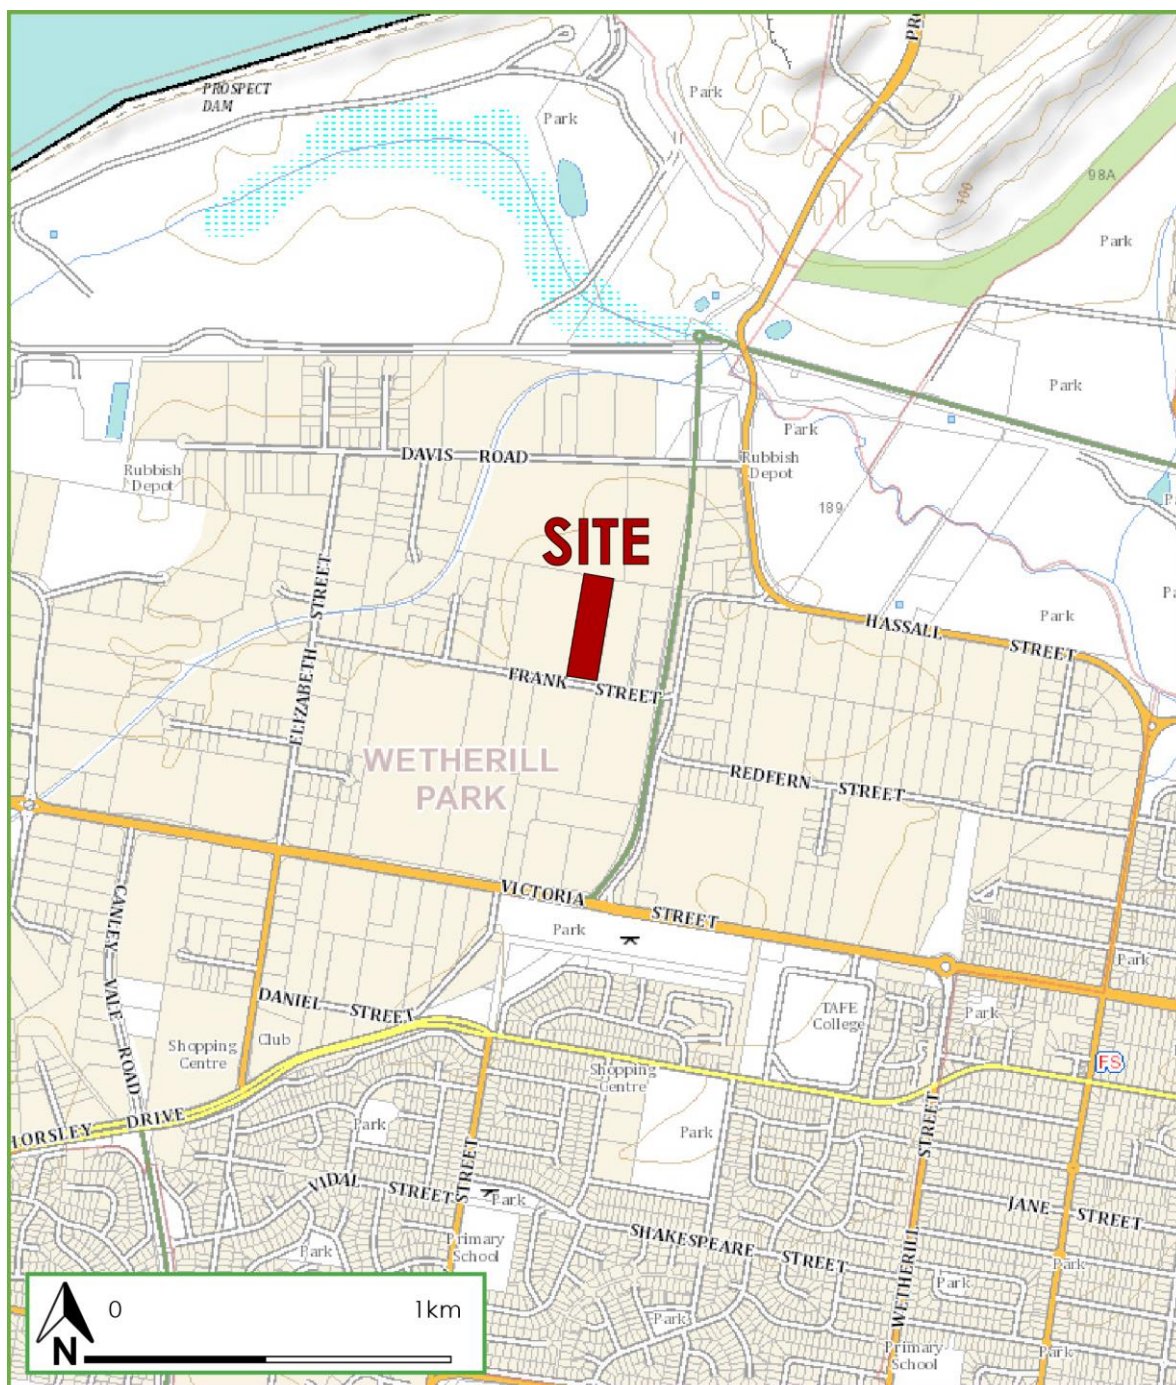 PROSPECT
DAM
Park
Park
98A
100
Park
Park
Park
DAVIS ROAD
Rubbish
Depot
Rubbish
Depot
189
SITE
ELIZABETH STREET
Park
HASSALL STREET
FRANK STREET
WETHERILL
PARK
REDFERN STREET
VICTORIA STREET
CANLEY VALE ROAD
Park
Park
DANIEL STREET
TAFE
College
Park
Club
Shopping
Centre
Shopping
Centre
FS
HORSLEY DRIVE
Park
Park
STREET
WETHERILL STREET
VIDAL STREET
Park
JANE STREET
SHAKESPEARE STREET
Primary
School
Park
Park
Park
Park
Primary
School
Park
0 1km
N